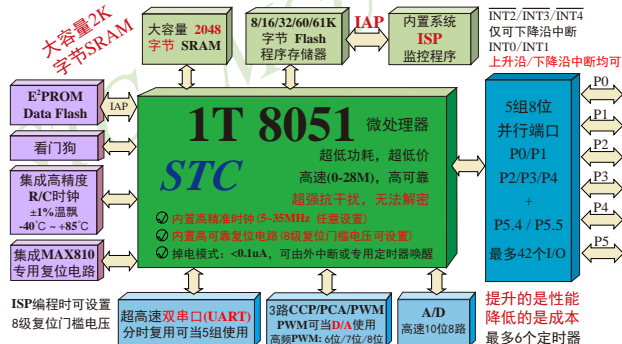 大容量2K
字节SRAM
大容量 2048
字节 SRAM
8/16/32/60/61K
字节 Flash
程序存储器
IAP
内置系统
ISP
监控程序
INT2/INT3/INT4
仅可下降沿中断
INT0/INT1
上升沿/下降沿中断均可
E²PROM
Data Flash
IAP
看门狗
集成高精度
R/C时钟
±1%温飘
-40℃ ~ +85℃
集成MAX810
专用复位电路
1T 8051 微处理器
STC
超低功耗，超低价
高速(0-28M)，高可靠
超强抗干扰，无法解密
内置高精准时钟(5~35MHz 任意设置)
内置高可靠复位电路(8级复位门槛电压可设置)
掉电模式：<0.1uA，可由外中断或专用定时器唤醒
5组8位
并行端口
P0/P1
P2/P3/P4
+
P5.4 / P5.5
最多42个I/O
P0
P1
P2
P3
P4
P5
ISP编程时可设置
8级复位门槛电压
超高速双串口(UART)
分时复用可当5组使用
3路CCP/PCA/PWM
PWM可当D/A使用
高频PWM: 6位/7位/8位
A/D
高速10位8路
提升的是性能
降低的是成本
最多6个定时器